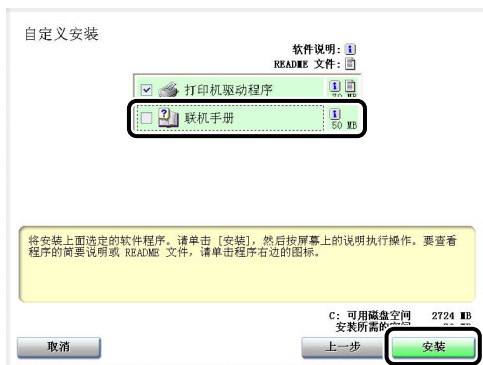 自定义安装
软件说明:
README 文件:
打印机驱动程序
联机手册
50 MB
将安装上面选定的软件程序。请单击 [安装]，然后按屏幕上的说明执行操作。要查看
程序的简要说明或 README 文件，请单击程序右边的图标。
C: 可用磁盘空间 2724 MB
安装所需的
取消
上一步
安装